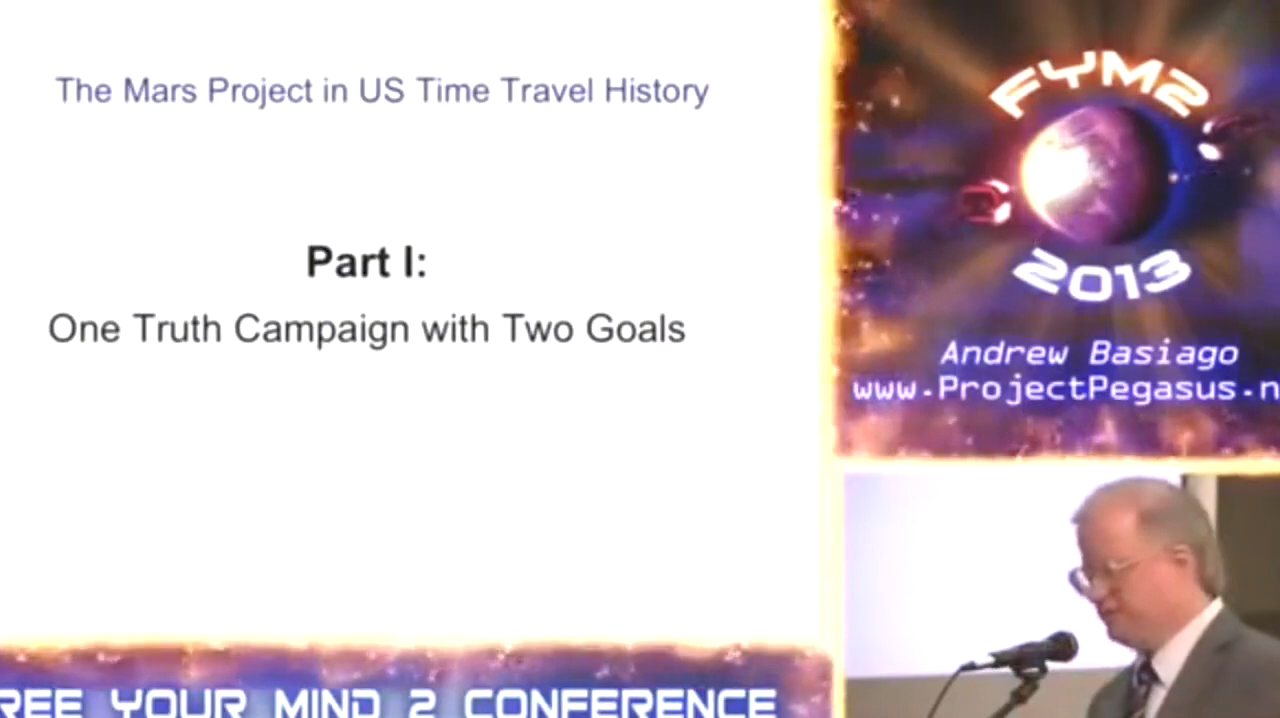 The Mars Project in US Time Travel History
Part I:
One Truth Campaign with Two Goals
FYM2
2013
Andrew Basiago
www.ProjectPegasus.n
REE YOUR MIND 2 CONFERENCE